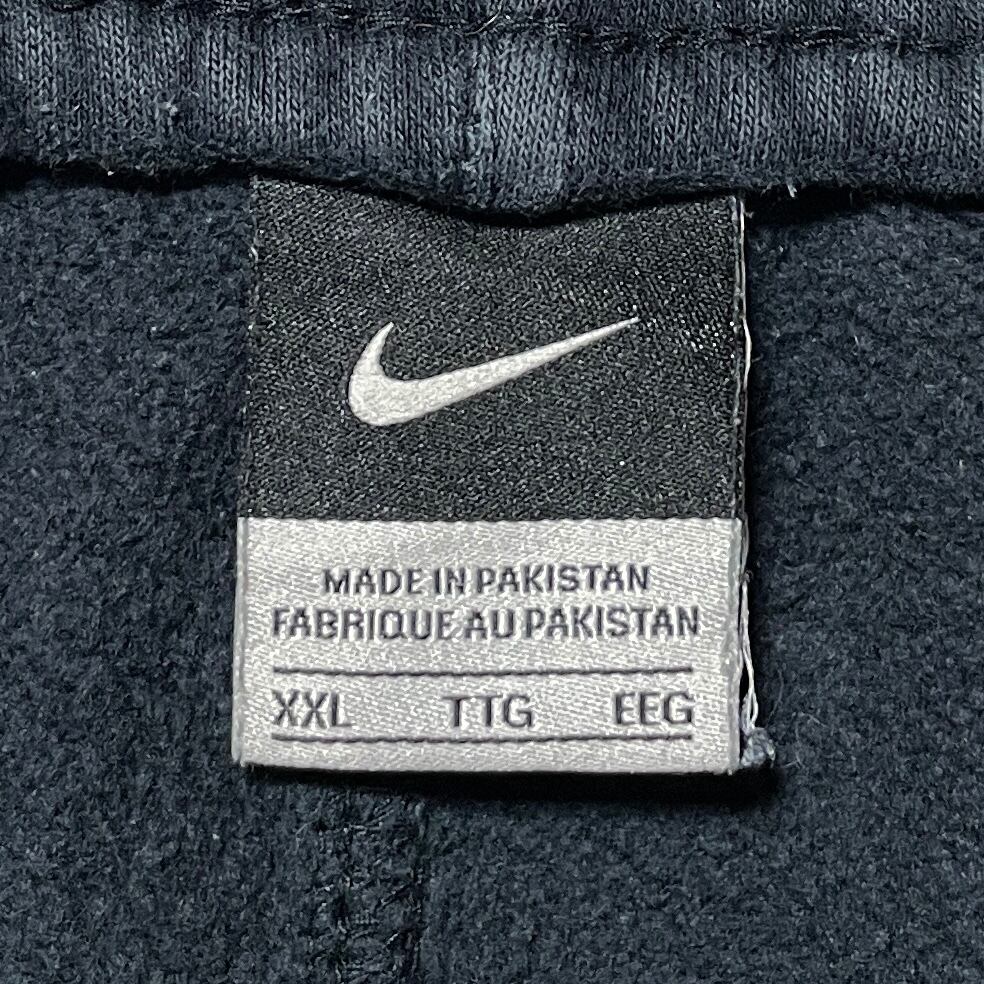 MADE IN PAKISTAN
FABRIQUE AU PAKISTAN
XXL TTG EEG